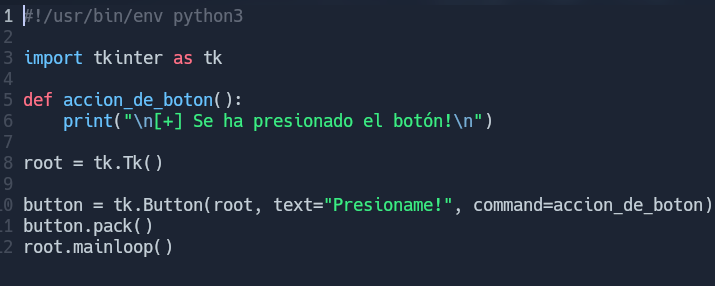 1 #!/usr/bin/env python3
2
3 import tkinter as tk
4
5 def accion_de_boton():
6     print("\n[+] Se ha presionado el botón!\n")
7
8 root = tk.Tk()
9
10 button = tk.Button(root, text="Presioname!", command=accion_de_boton)
11 button.pack()
12 root.mainloop()